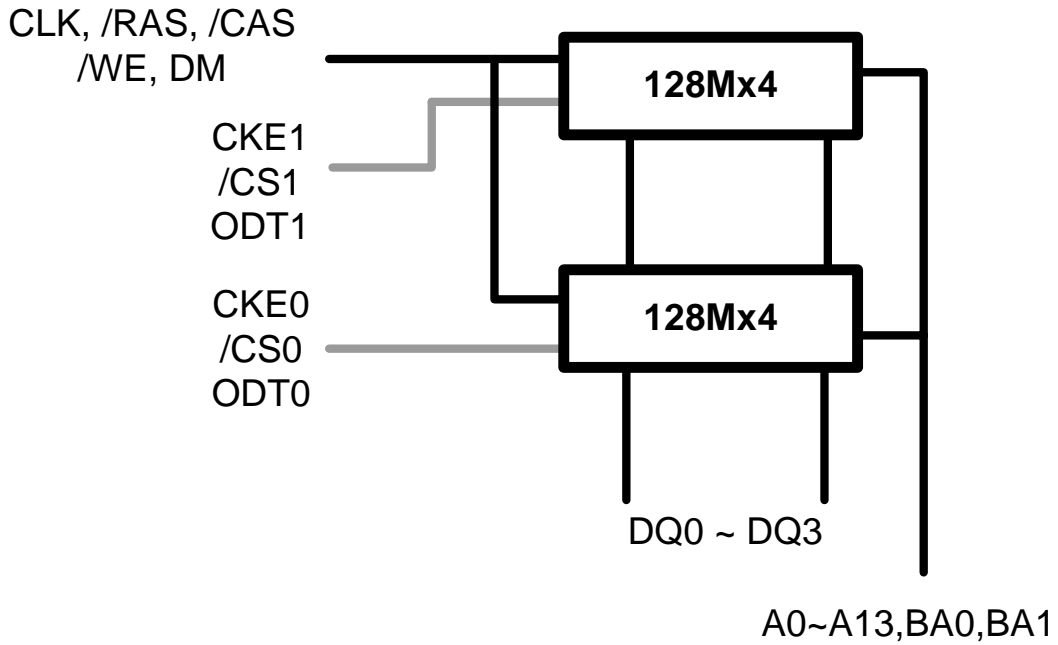 CLK, /RAS, /CAS
/WE, DM
128Mx4
CKE1
/CS1
ODT1
CKE0
/CS0
ODT0
128Mx4
DQ0 ~ DQ3
A0~A13,BA0,BA1